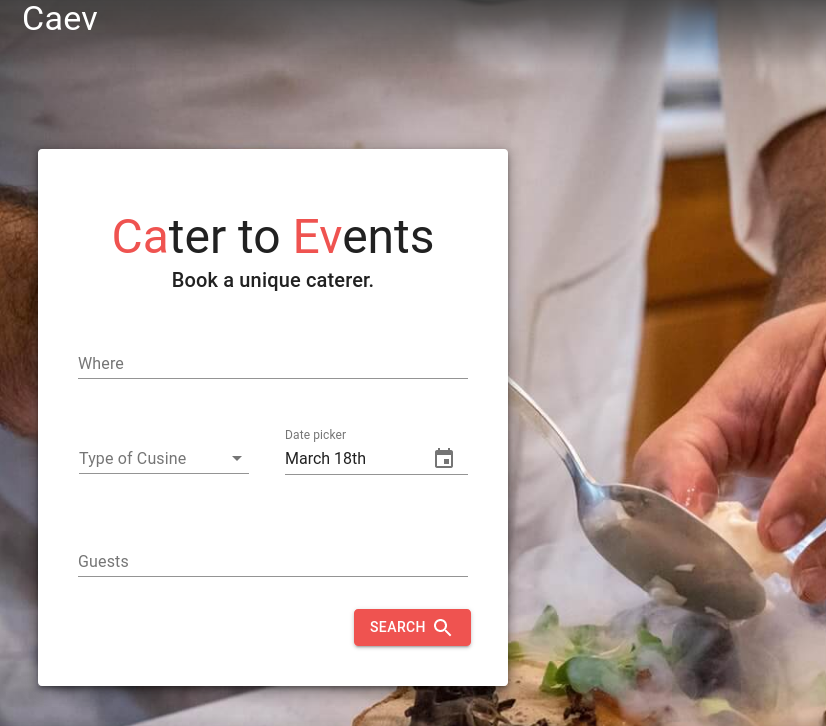 Caev
Cater to Events
Book a unique caterer.
Where
Date picker
Type of Cusine
March 18th
Guests
SEARCH